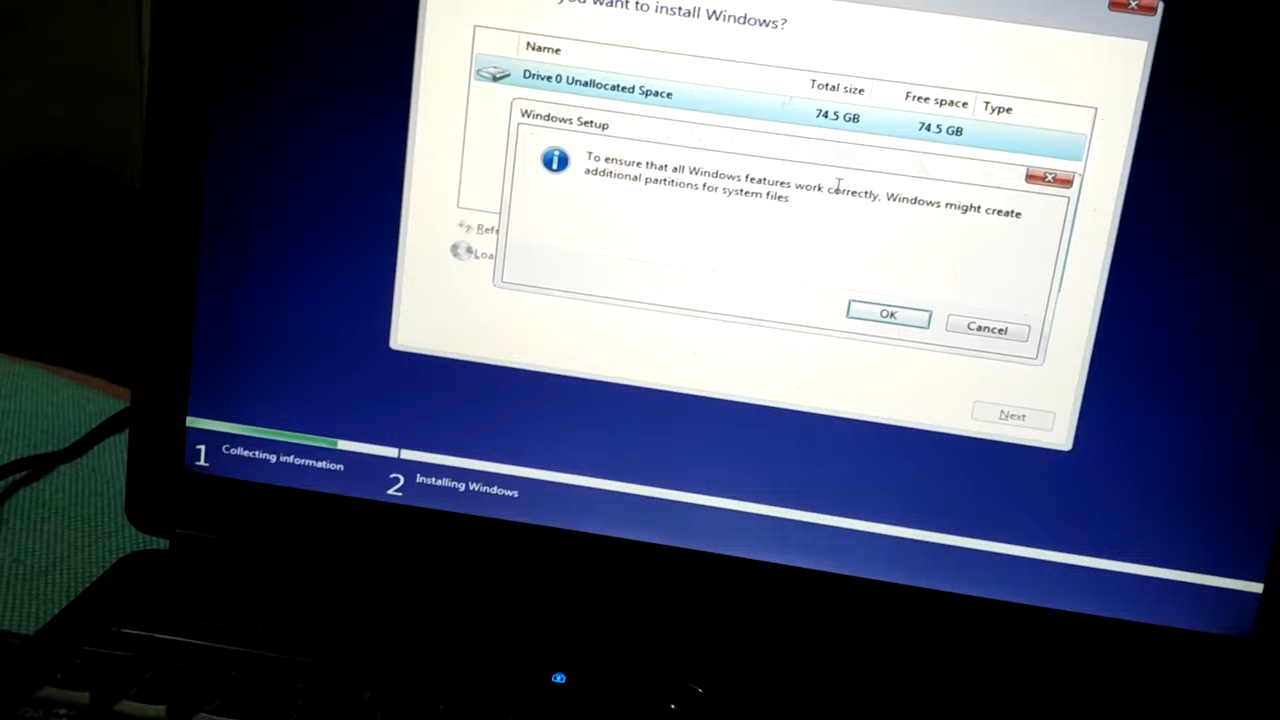 you want to install Windows?
Name
Total size
Free space
Type
Drive 0 Unallocated Space
74.5 GB
74.5 GB
Windows Setup
To ensure that all Windows features work correctly, Windows might create
additional partitions for system files.
Refr
Loa
OK
Cancel
Next
1 Collecting information
2 Installing Windows